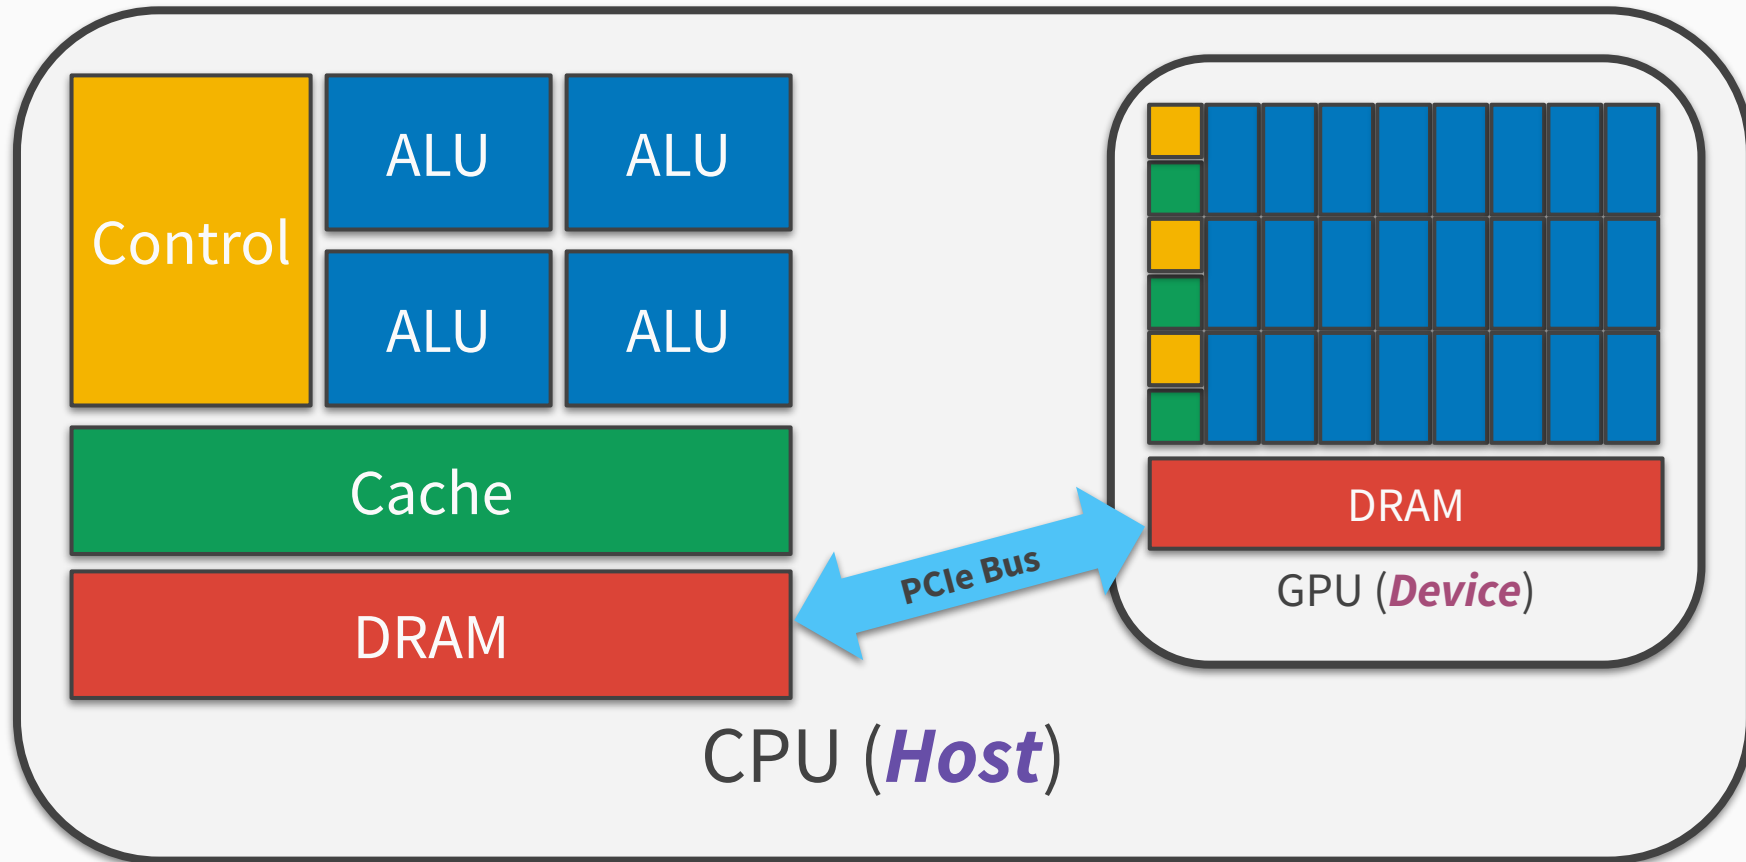 Control
ALU
ALU
ALU
ALU
Cache
DRAM
PCIe Bus
DRAM
GPU (Device)
CPU (Host)